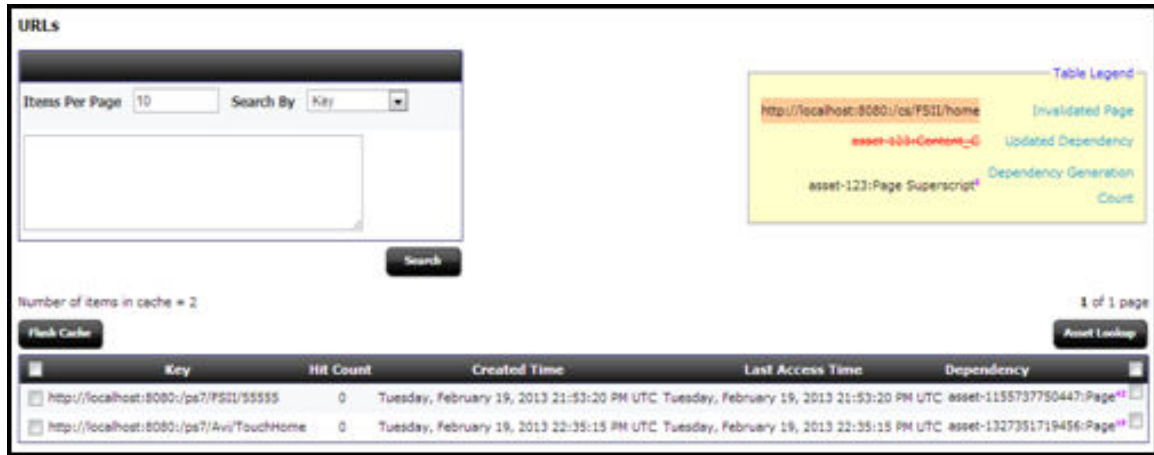 URLs
Items Per Page 10 Search By Key
Search
Table Legend
http://localhost:8080:/cs/FSII/home Invalidated Page
asset-123:Content_C Updated Dependency
asset-123:Page Superscript Dependency Generation Count
Number of items in cache = 2
1 of 1 page
Flush Cache
Asset Lookup
Key Hit Count Created Time Last Access Time Dependency
http://localhost:8080:/ps7/FSII/55555 0 Tuesday, February 19, 2013 21:53:20 PM UTC Tuesday, February 19, 2013 21:53:20 PM UTC asset-1155737750447:Page
http://localhost:8080:/ps7/Avi/TouchHome 0 Tuesday, February 19, 2013 22:35:15 PM UTC Tuesday, February 19, 2013 22:35:15 PM UTC asset-1327351719456:Page